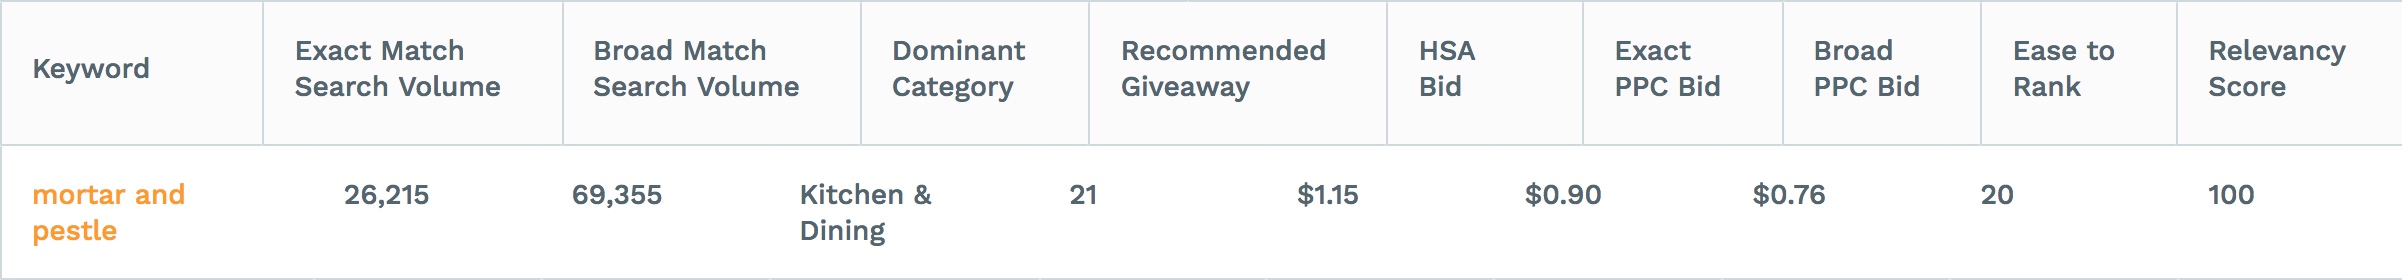 Keyword
Exact Match
Search Volume
Broad Match
Search Volume
Dominant
Category
Recommended
Giveaway
HSA
Bid
Exact
PPC Bid
Broad
PPC Bid
Ease to
Rank
Relevancy
Score
mortar and
pestle
26,215
69,355
Kitchen &
Dining
21
$1.15
$0.90
$0.76
20
100